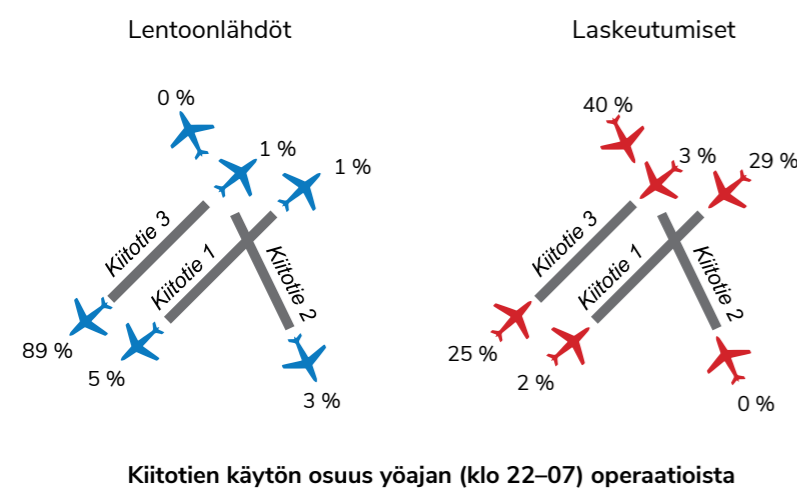 Lentoonlähdöt
0 %
1 %
1 %
Kiitotie 3
Kiitotie 1
Kiitotie 2
89 %
5 %
3 %
Laskeutumiset
40 %
3 %
29 %
Kiitotie 3
Kiitotie 1
Kiitotie 2
25 %
2 %
0 %
Kiitotien käytön osuus yöajan (klo 22–07) operaatioista